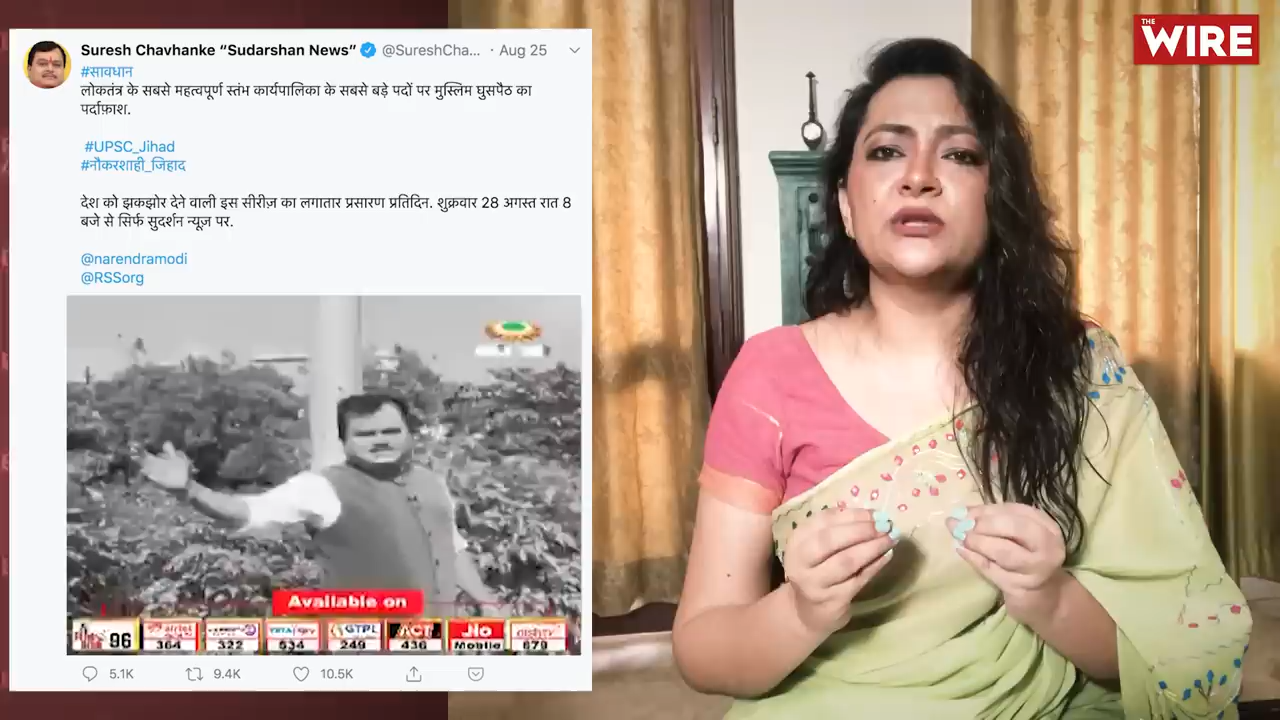 THE
WIRE
Suresh Chavhanke “Sudarshan News” @SureshCha... · Aug 25
#सावधान
लोकतंत्र के सबसे महत्वपूर्ण स्तंभ कार्यपालिका के सबसे बड़े पदों पर मुस्लिम घुसपैठ का
पर्दाफ़ाश.
#UPSC_Jihad
#नौकरशाही_जिहाद
देश को झकझोर देने वाली इस सीरीज़ का लगातार प्रसारण प्रतिदिन. शुक्रवार 28 अगस्त रात 8
बजे से सिर्फ सुदर्शन न्यूज़ पर.
@narendramodi
@RSSorg
Available on
96 364 322 534 GTPL 249 ACT 436 Jio Mobile 679
5.1K 9.4K 10.5K